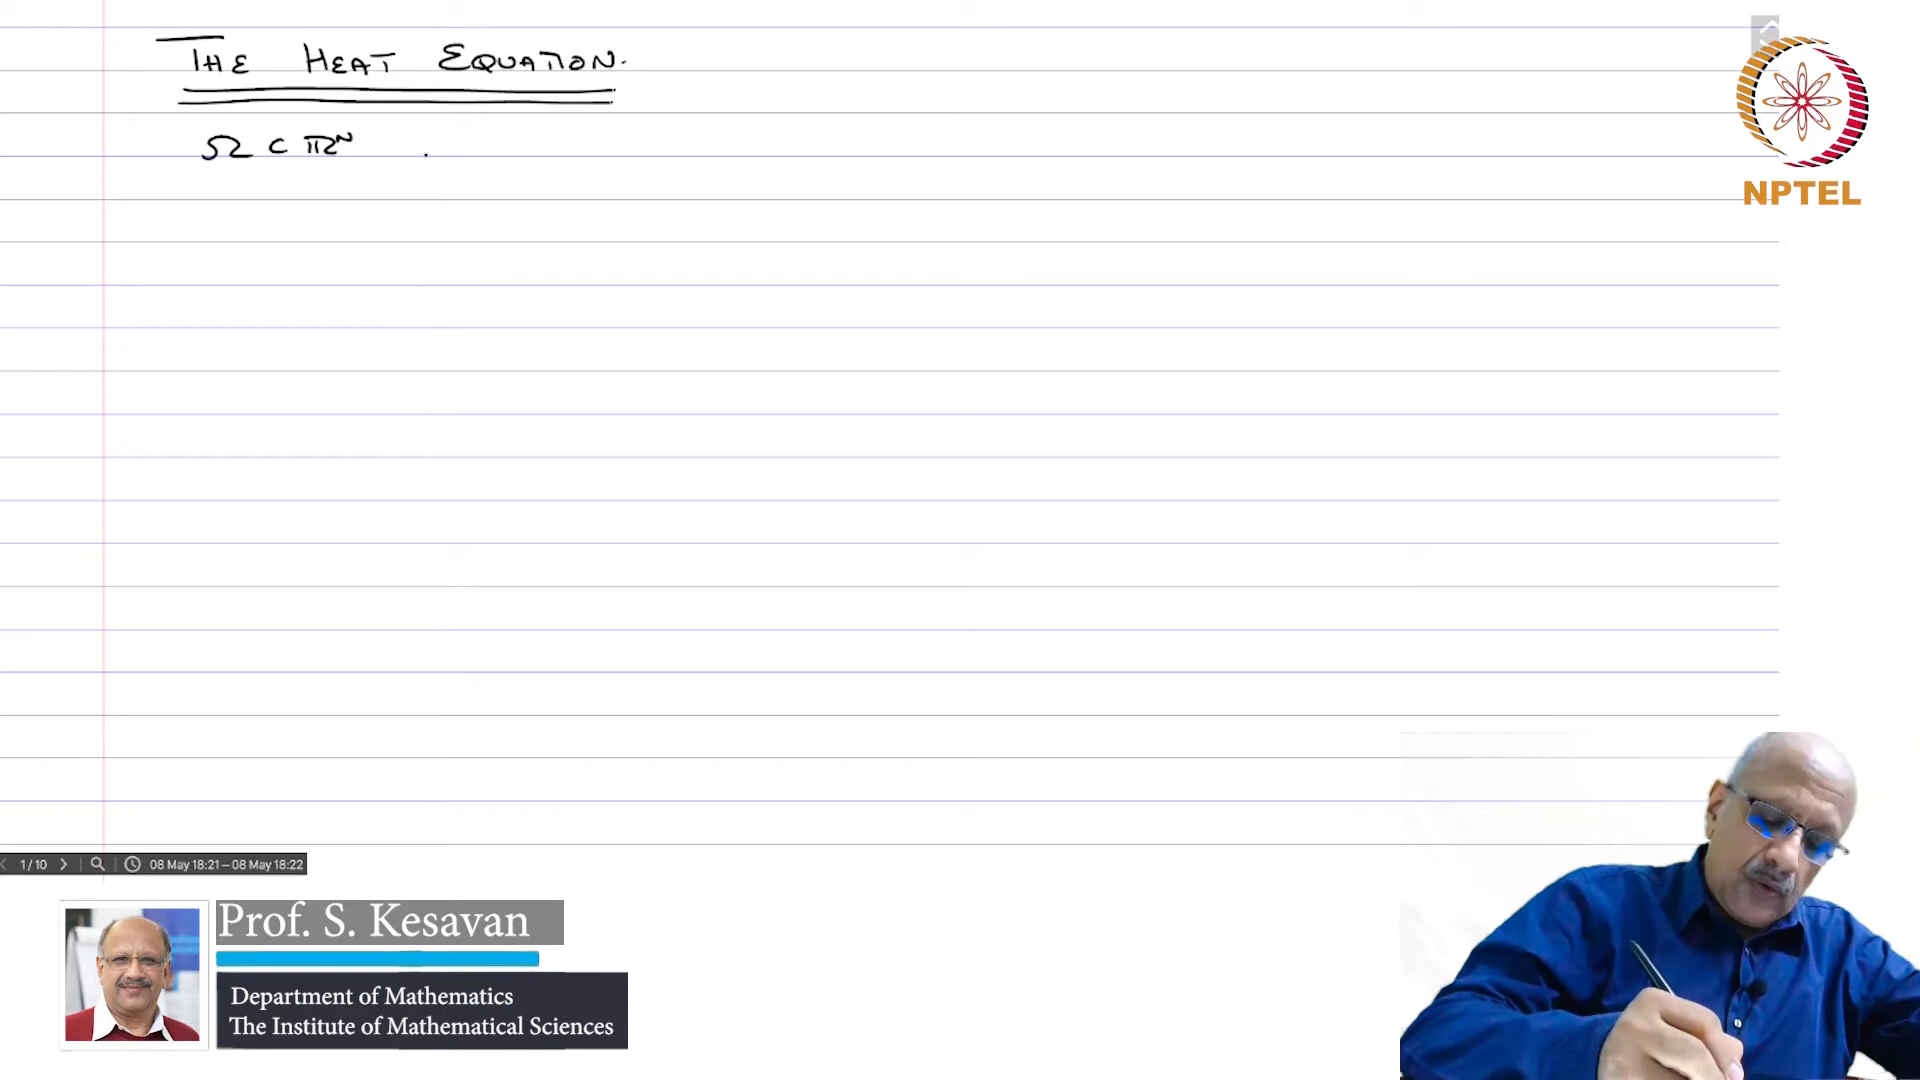 THE HEAT EQUATION.
Ω ⊂ ℝᴺ
NPTEL
1/10 08 May 18:21 – 08 May 18:22
Prof. S. Kesavan
Department of Mathematics
The Institute of Mathematical Sciences